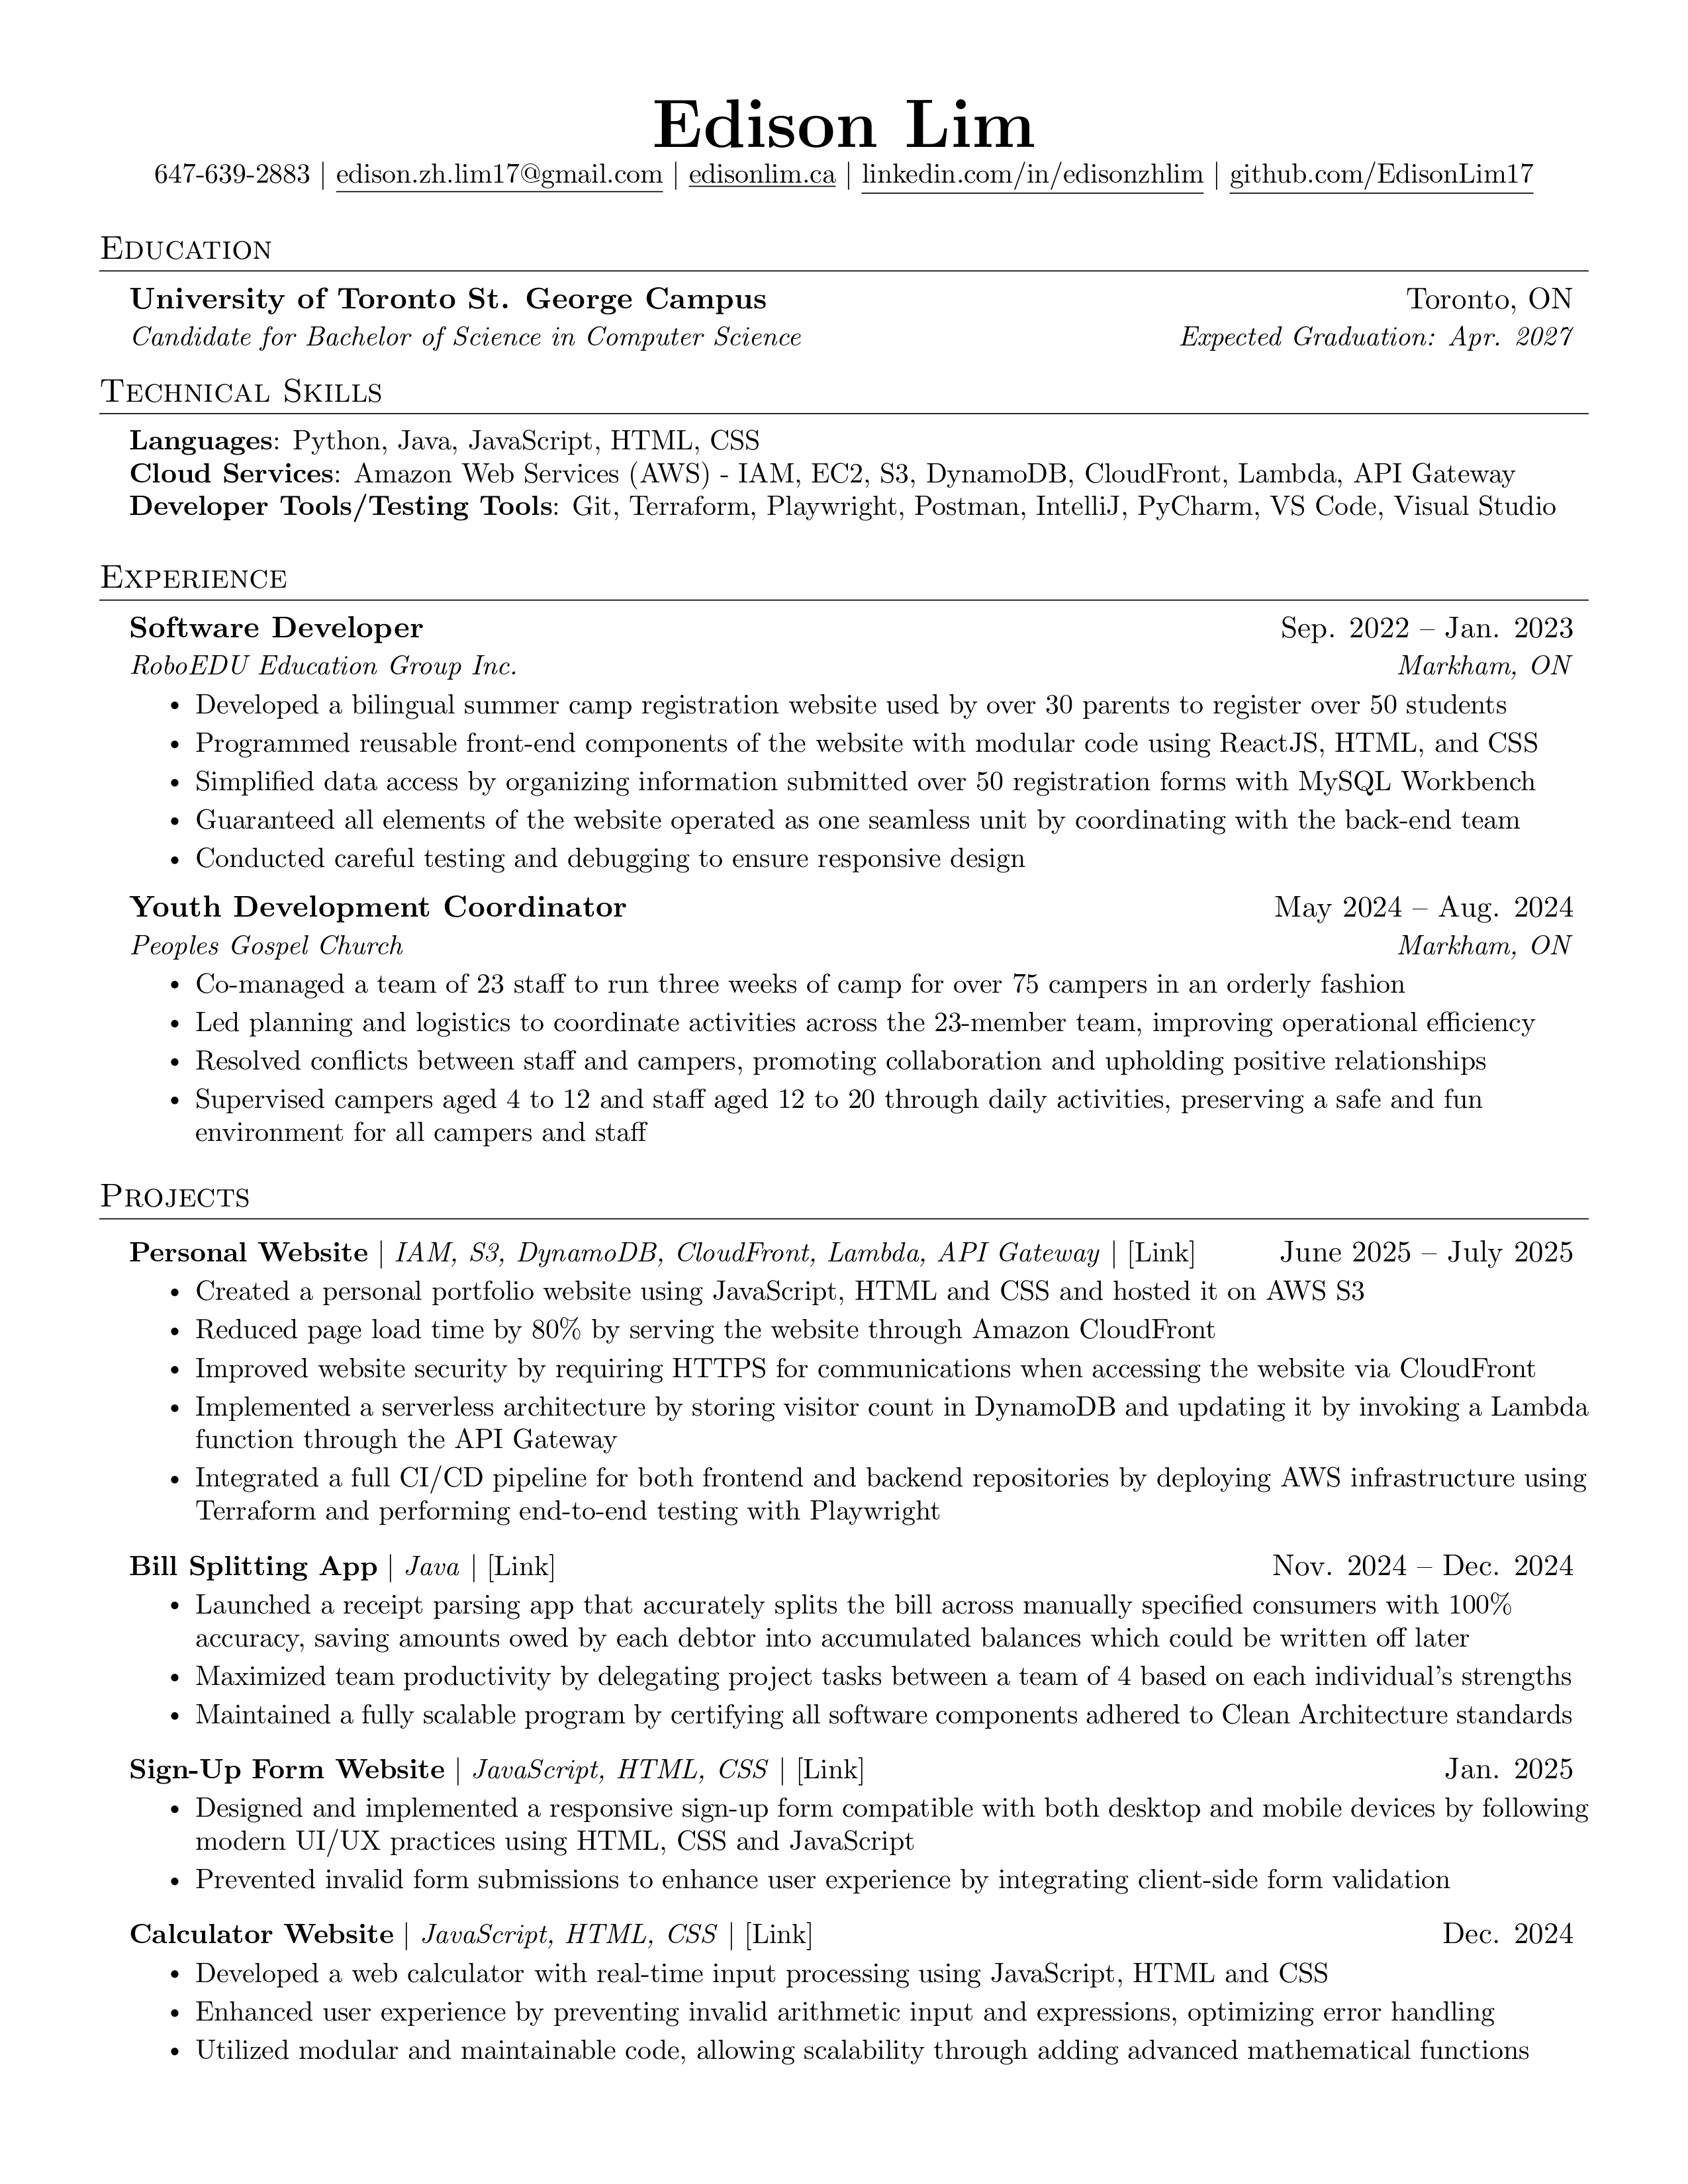 Edison Lim
647-639-2883 | edison.zh.lim17@gmail.com | edisonlim.ca | linkedin.com/in/edisonzhlim | github.com/EdisonLim17
Education
University of Toronto St. George Campus Toronto, ON
Candidate for Bachelor of Science in Computer Science Expected Graduation: Apr. 2027
Technical Skills
Languages: Python, Java, JavaScript, HTML, CSS
Cloud Services: Amazon Web Services (AWS) - IAM, EC2, S3, DynamoDB, CloudFront, Lambda, API Gateway
Developer Tools/Testing Tools: Git, Terraform, Playwright, Postman, IntelliJ, PyCharm, VS Code, Visual Studio
Experience
Software Developer Sep. 2022 – Jan. 2023
RoboEDU Education Group Inc. Markham, ON
• Developed a bilingual summer camp registration website used by over 30 parents to register over 50 students
• Programmed reusable front-end components of the website with modular code using ReactJS, HTML, and CSS
• Simplified data access by organizing information submitted over 50 registration forms with MySQL Workbench
• Guaranteed all elements of the website operated as one seamless unit by coordinating with the back-end team
• Conducted careful testing and debugging to ensure responsive design
Youth Development Coordinator May 2024 – Aug. 2024
Peoples Gospel Church Markham, ON
• Co-managed a team of 23 staff to run three weeks of camp for over 75 campers in an orderly fashion
• Led planning and logistics to coordinate activities across the 23-member team, improving operational efficiency
• Resolved conflicts between staff and campers, promoting collaboration and upholding positive relationships
• Supervised campers aged 4 to 12 and staff aged 12 to 20 through daily activities, preserving a safe and fun
environment for all campers and staff
Projects
Personal Website | IAM, S3, DynamoDB, CloudFront, Lambda, API Gateway | [Link] June 2025 – July 2025
• Created a personal portfolio website using JavaScript, HTML and CSS and hosted it on AWS S3
• Reduced page load time by 80% by serving the website through Amazon CloudFront
• Improved website security by requiring HTTPS for communications when accessing the website via CloudFront
• Implemented a serverless architecture by storing visitor count in DynamoDB and updating it by invoking a Lambda
function through the API Gateway
• Integrated a full CI/CD pipeline for both frontend and backend repositories by deploying AWS infrastructure using
Terraform and performing end-to-end testing with Playwright
Bill Splitting App | Java | [Link] Nov. 2024 – Dec. 2024
• Launched a receipt parsing app that accurately splits the bill across manually specified consumers with 100%
accuracy, saving amounts owed by each debtor into accumulated balances which could be written off later
• Maximized team productivity by delegating project tasks between a team of 4 based on each individual's strengths
• Maintained a fully scalable program by certifying all software components adhered to Clean Architecture standards
Sign-Up Form Website | JavaScript, HTML, CSS | [Link] Jan. 2025
• Designed and implemented a responsive sign-up form compatible with both desktop and mobile devices by following
modern UI/UX practices using HTML, CSS and JavaScript
• Prevented invalid form submissions to enhance user experience by integrating client-side form validation
Calculator Website | JavaScript, HTML, CSS | [Link] Dec. 2024
• Developed a web calculator with real-time input processing using JavaScript, HTML and CSS
• Enhanced user experience by preventing invalid arithmetic input and expressions, optimizing error handling
• Utilized modular and maintainable code, allowing scalability through adding advanced mathematical functions